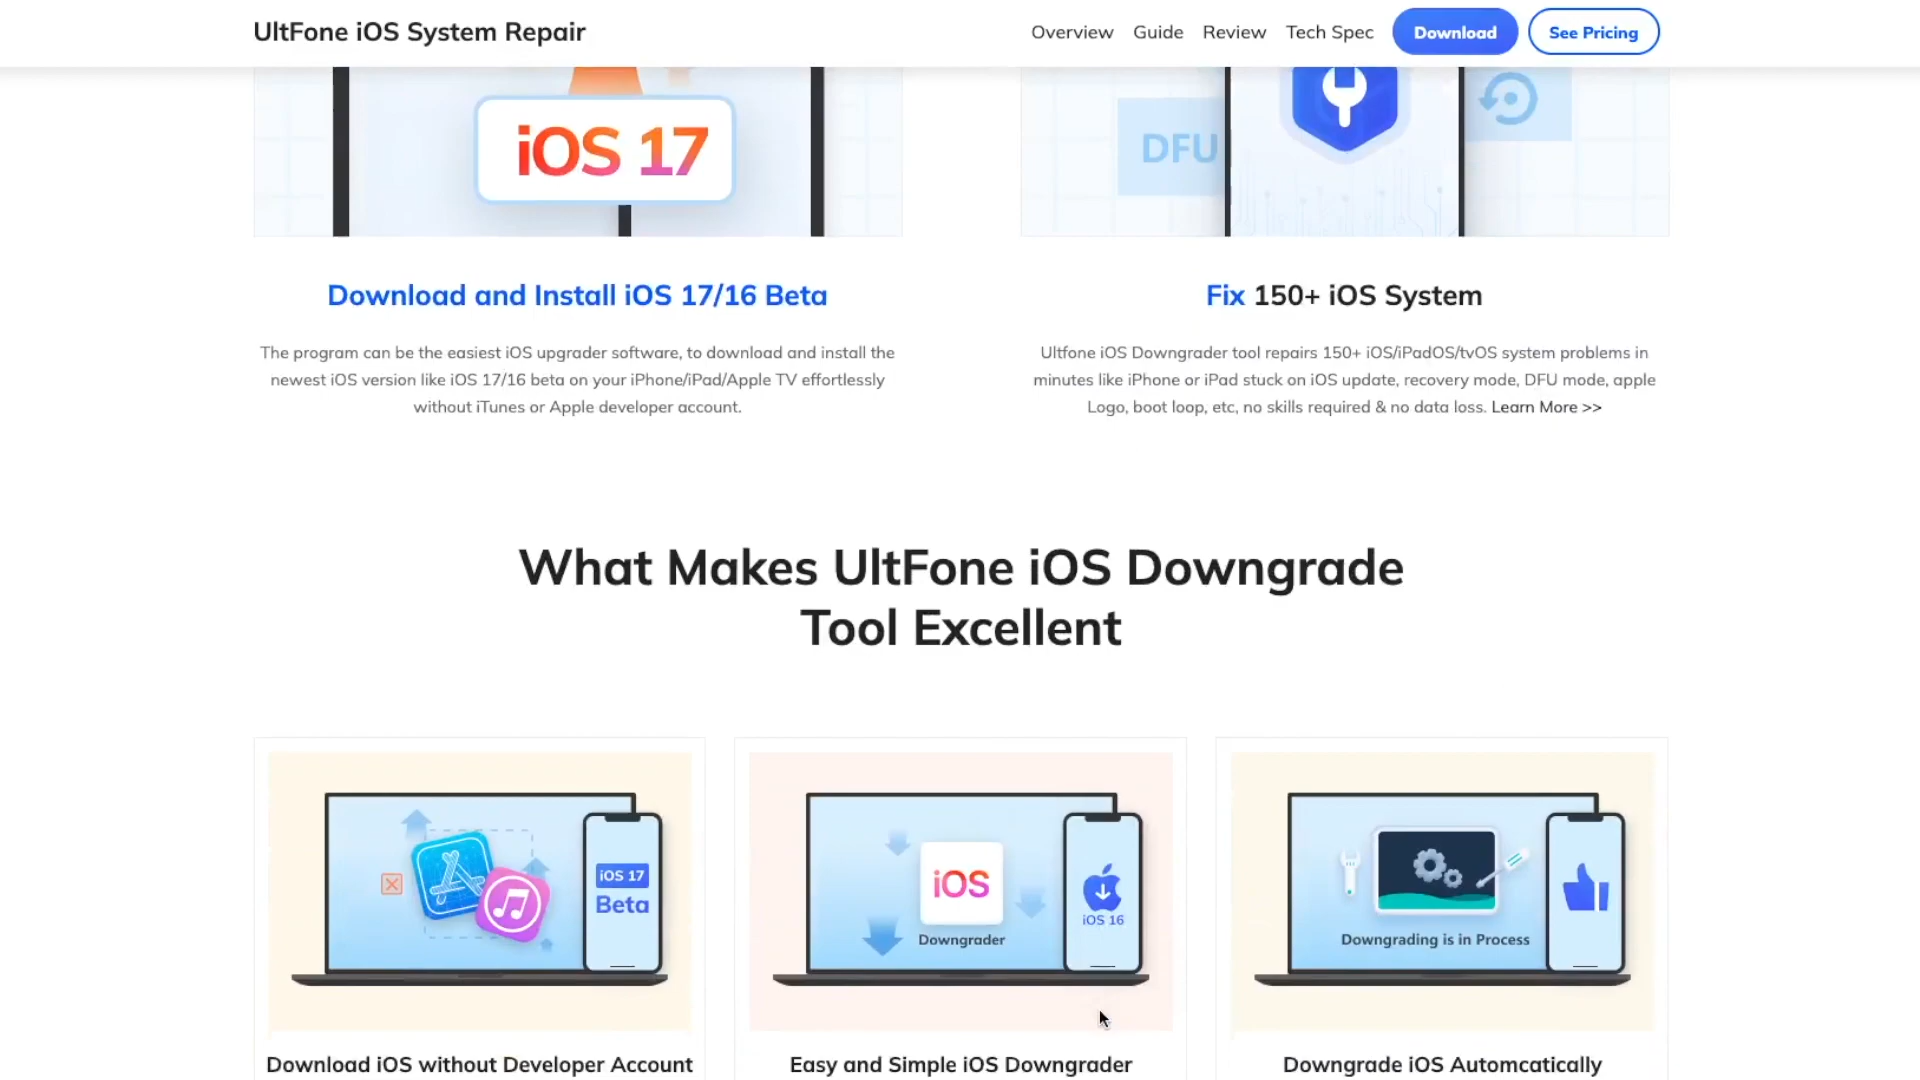 UltFone iOS System Repair
Overview Guide Review Tech Spec Download See Pricing
iOS 17
DFU
Download and Install iOS 17/16 Beta
The program can be the easiest iOS upgrader software, to download and install the
newest iOS version like iOS 17/16 beta on your iPhone/iPad/Apple TV effortlessly
without iTunes or Apple developer account.
Fix 150+ iOS System
Ultfone iOS Downgrader tool repairs 150+ iOS/iPadOS/tvOS system problems in
minutes like iPhone or iPad stuck on iOS update, recovery mode, DFU mode, apple
Logo, boot loop, etc, no skills required & no data loss. Learn More >>
What Makes UltFone iOS Downgrade
Tool Excellent
iOS 17
Beta
Download iOS without Developer Account
iOS
Downgrader
iOS 16
Easy and Simple iOS Downgrader
Downgrading is in Process
Downgrade iOS Automcatically